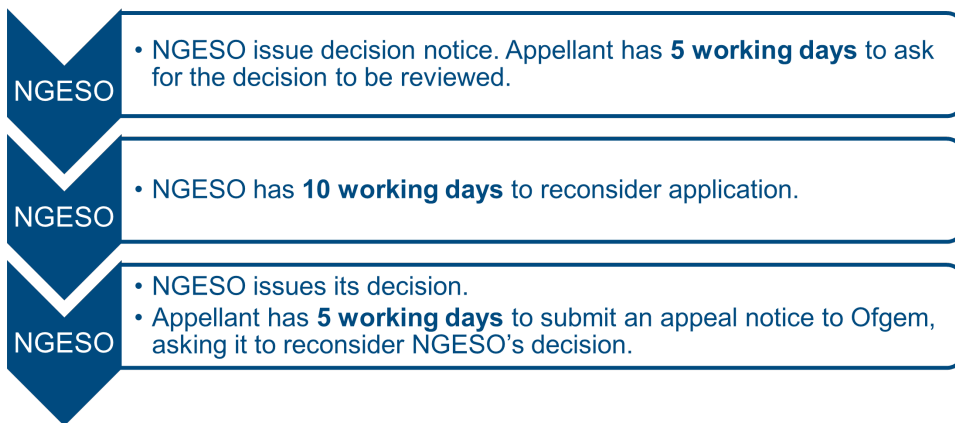 NGESO
• NGESO issue decision notice. Appellant has 5 working days to ask
for the decision to be reviewed.
NGESO
• NGESO has 10 working days to reconsider application.
NGESO
• NGESO issues its decision.
• Appellant has 5 working days to submit an appeal notice to Ofgem,
asking it to reconsider NGESO’s decision.